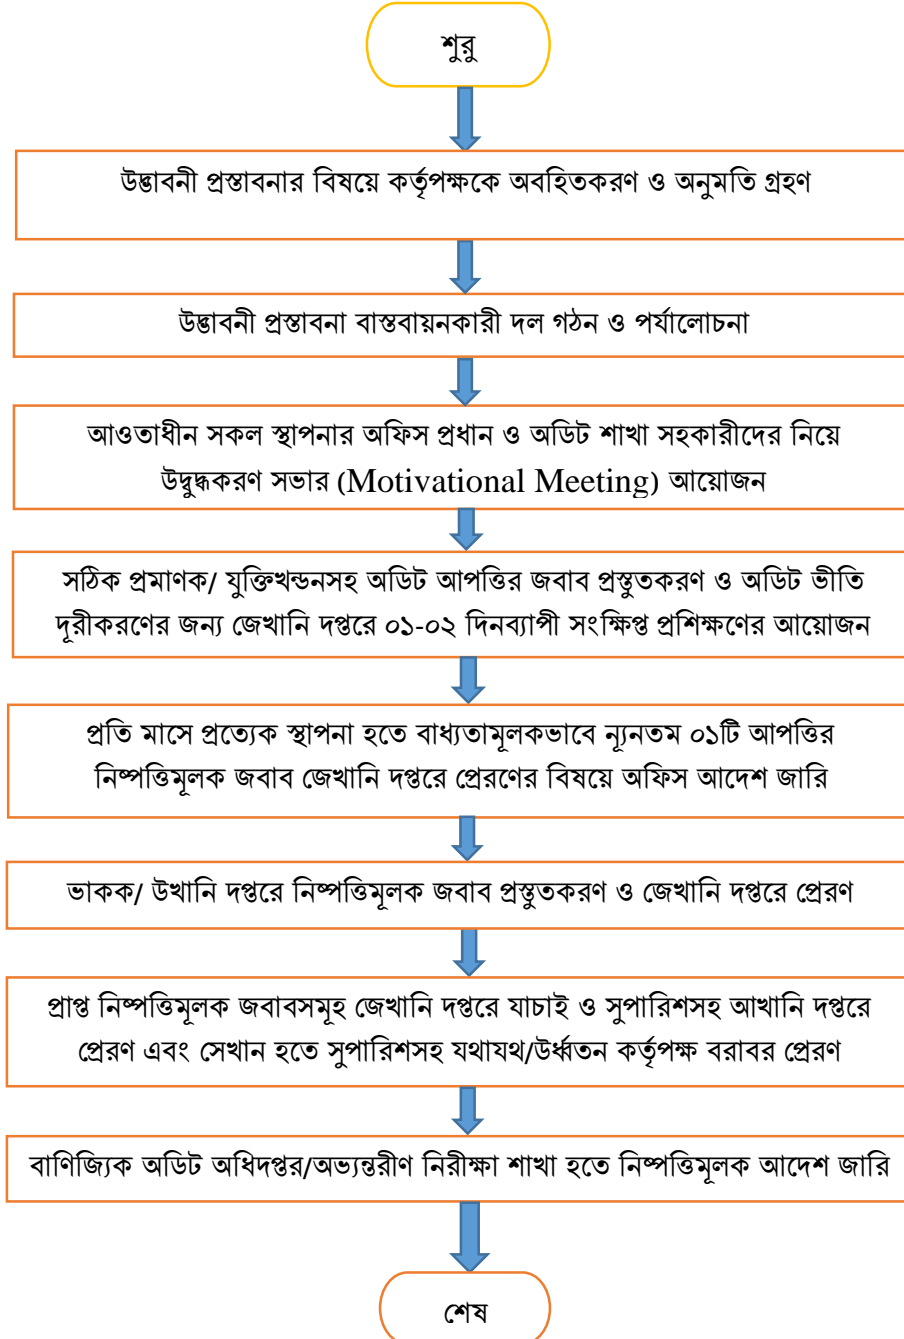 শুরু
উদ্ভাবনী প্রস্তাবনার বিষয়ে কর্তৃপক্ষকে অবহিতকরণ ও অনুমতি গ্রহণ
উদ্ভাবনী প্রস্তাবনা বাস্তবায়নকারী দল গঠন ও পর্যালোচনা
আওতাধীন সকল স্থাপনার অফিস প্রধান ও অডিট শাখা সহকারীদের নিয়ে
উদ্বুদ্ধকরণ সভার (Motivational Meeting) আয়োজন
সঠিক প্রমাণক/ যুক্তিখন্ডনসহ অডিট আপত্তির জবাব প্রস্তুতকরণ ও অডিট ভীতি
দূরীকরণের জন্য জেখানি দপ্তরে ০১-০২ দিনব্যাপী সংক্ষিপ্ত প্রশিক্ষণের আয়োজন
প্রতি মাসে প্রত্যেক স্থাপনা হতে বাধ্যতামূলকভাবে ন্যূনতম ০১টি আপত্তির
নিষ্পত্তিমূলক জবাব জেখানি দপ্তরে প্রেরণের বিষয়ে অফিস আদেশ জারি
ভাকক/ উখানি দপ্তরে নিষ্পত্তিমূলক জবাব প্রস্তুতকরণ ও জেখানি দপ্তরে প্রেরণ
প্রাপ্ত নিষ্পত্তিমূলক জবাবসমূহ জেখানি দপ্তরে যাচাই ও সুপারিশসহ আখানি দপ্তরে
প্রেরণ এবং সেখান হতে সুপারিশসহ যথাযথ/উর্ধ্বতন কর্তৃপক্ষ বরাবর প্রেরণ
বাণিজ্যিক অডিট অধিদপ্তর/অভ্যন্তরীণ নিরীক্ষা শাখা হতে নিষ্পত্তিমূলক আদেশ জারি
শেষ